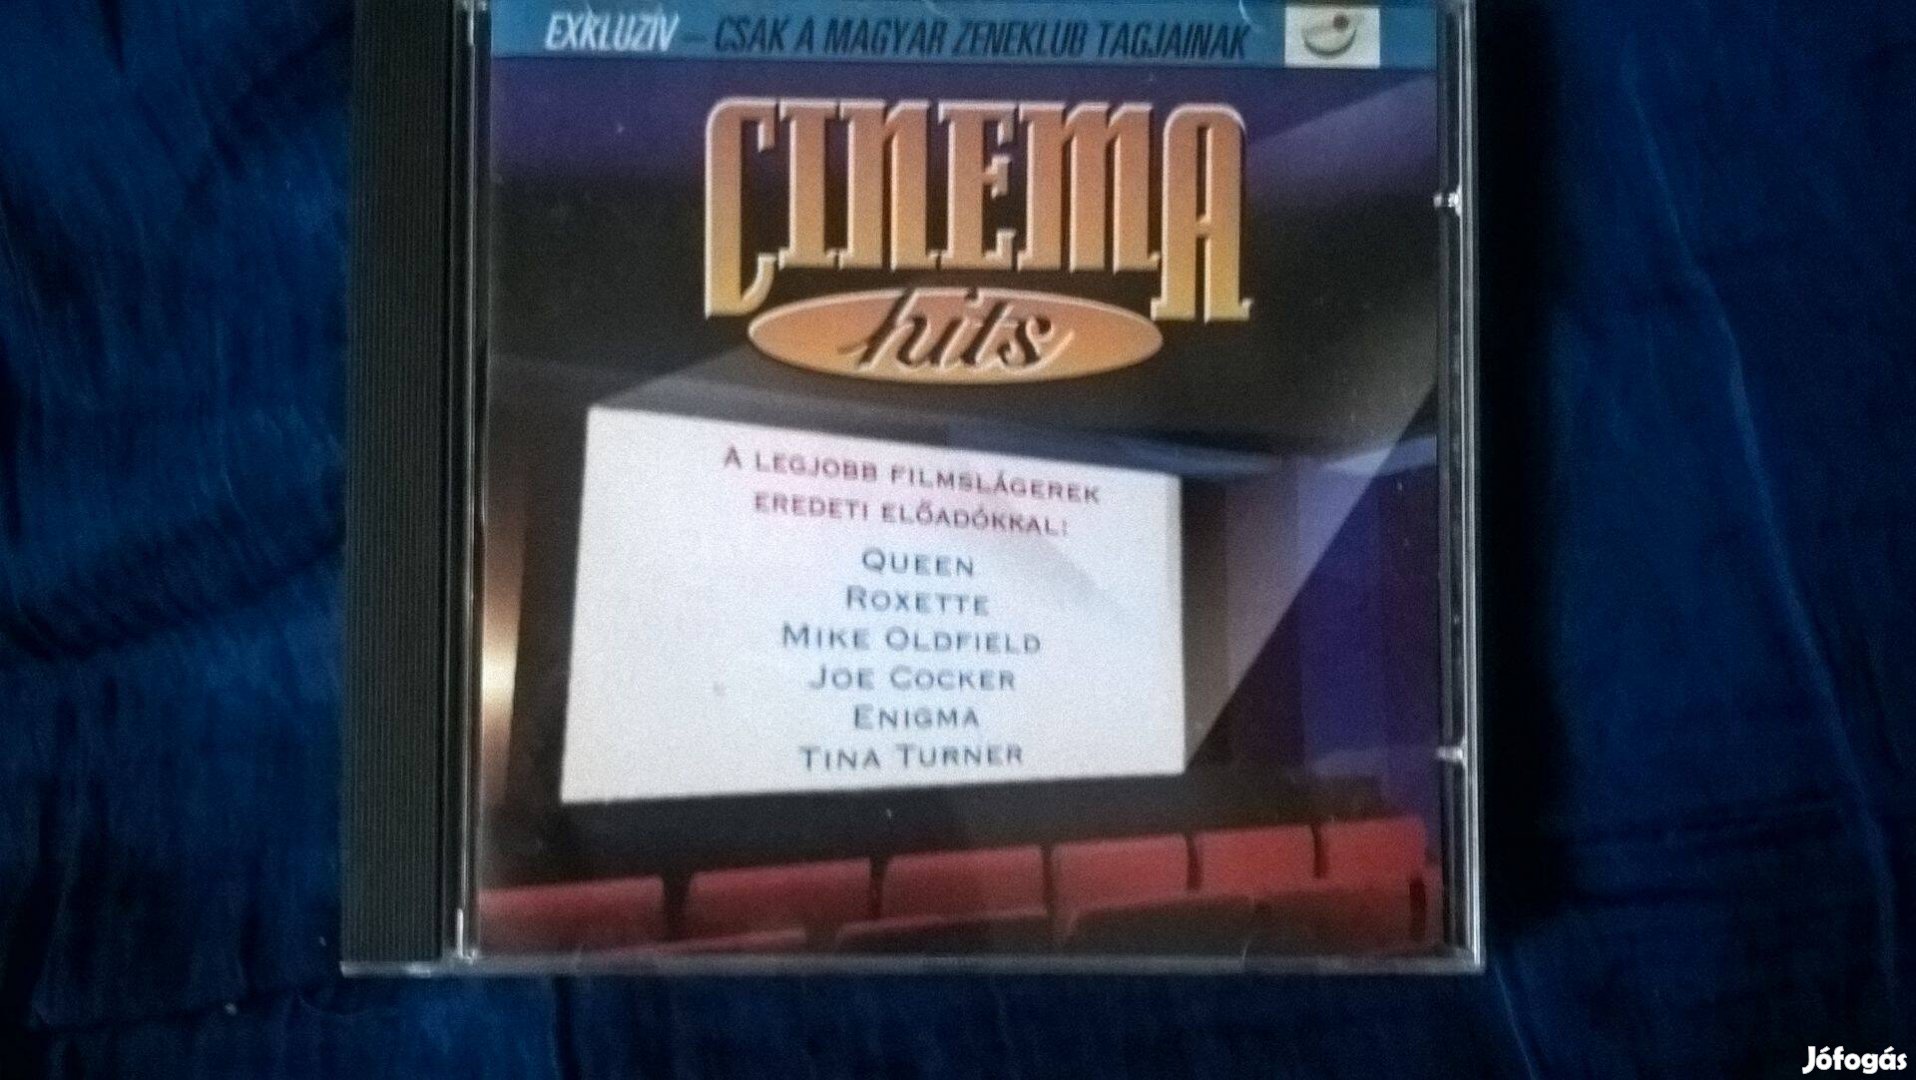 EXKLUZÍV – CSAK A MAGYAR ZENEKLUB TAGJAINAK
CINEMA
hits
A LEGJOBB FILMSLÁGEREK
EREDETI ELŐADÓKKAL:
QUEEN
ROXETTE
MIKE OLDFIELD
JOE COCKER
ENIGMA
TINA TURNER
Jófogás